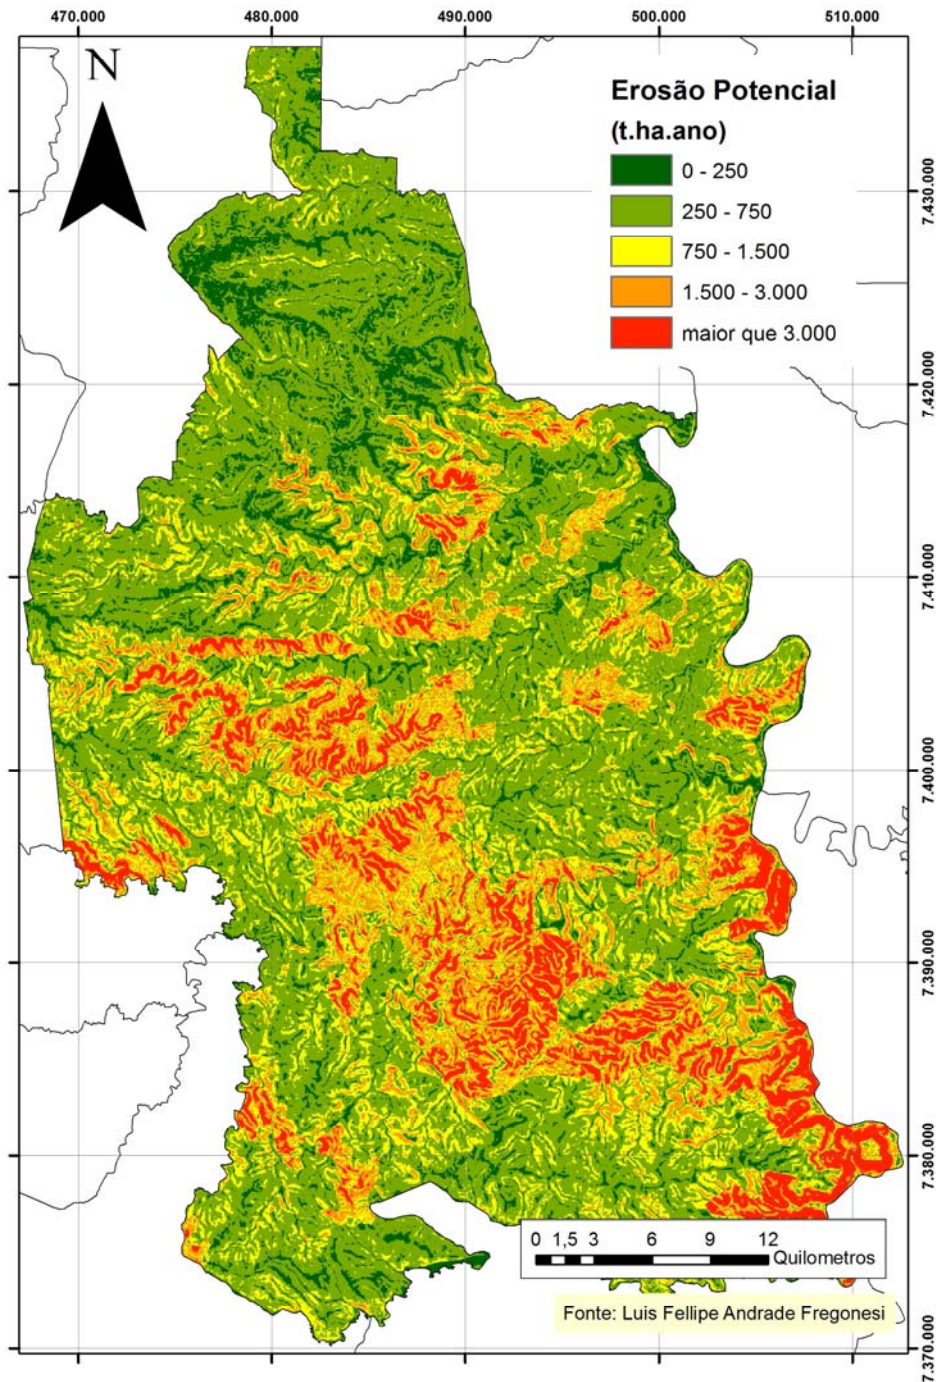 470.000 480.000 490.000 500.000 510.000
N
Erosão Potencial
(t.ha.ano)
0 - 250
250 - 750
750 - 1.500
1.500 - 3.000
maior que 3.000
7.430.000
7.420.000
7.410.000
7.400.000
7.390.000
7.380.000
7.370.000
0 1,5 3 6 9 12
Quilometros
Fonte: Luis Fellipe Andrade Fregonesi